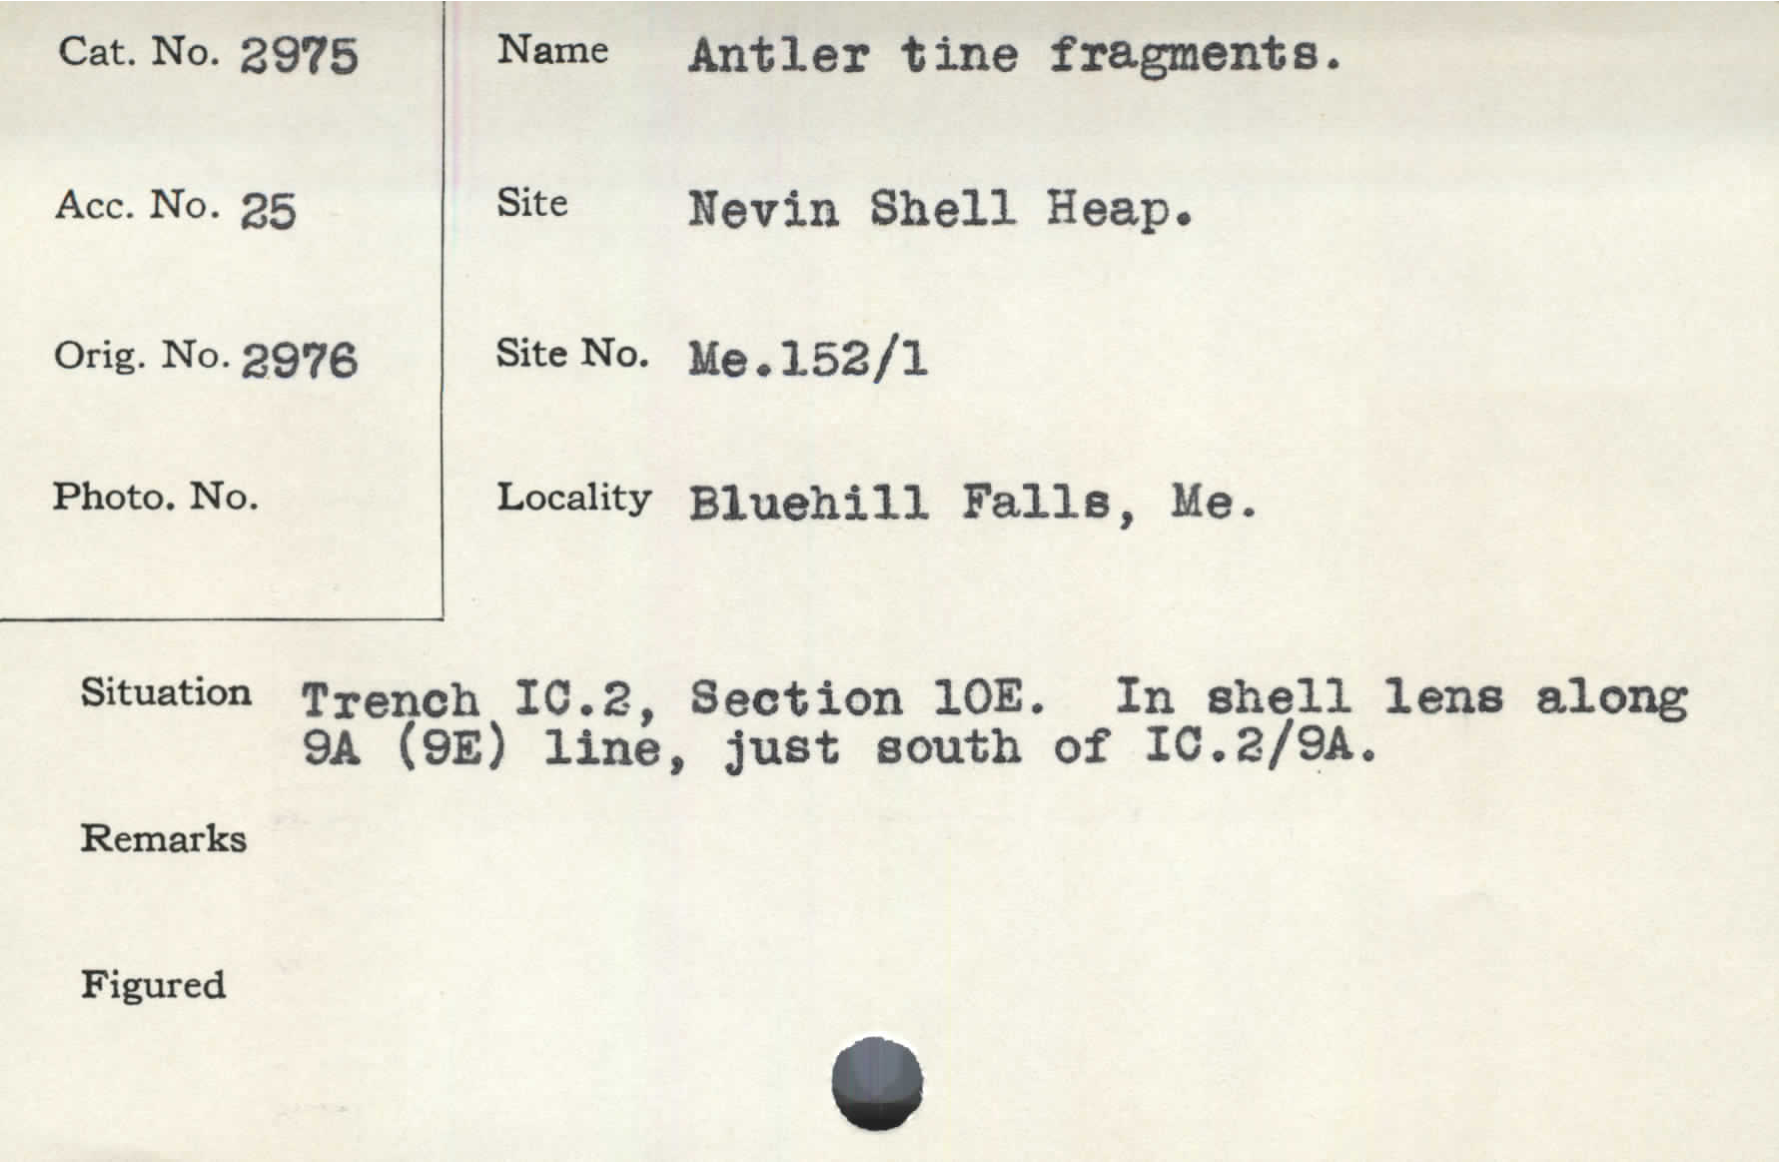 Cat. No. 2975
Name Antler tine fragments.
Acc. No. 25
Site Nevin Shell Heap.
Orig. No. 2976
Site No. Me.152/1
Photo. No.
Locality Bluehill Falls, Me.
Situation Trench IC.2, Section 10E. In shell lens along
9A (9E) line, just south of IC.2/9A.
Remarks
Figured